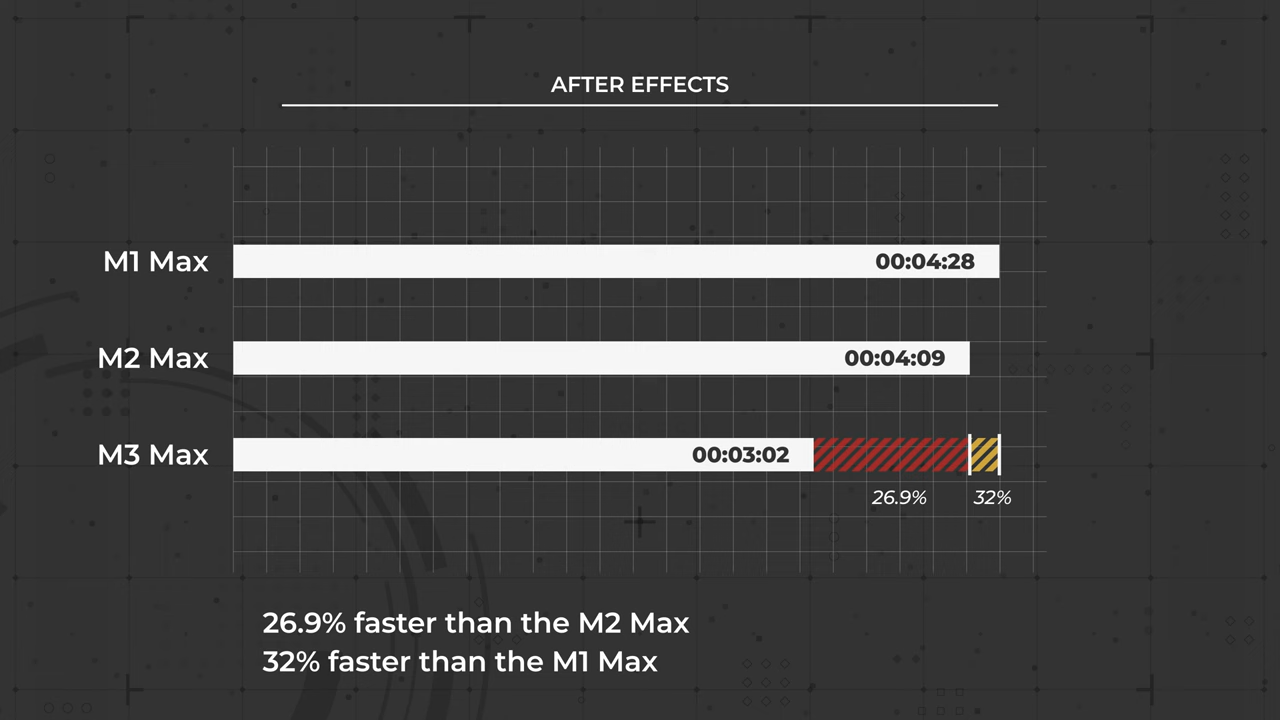 AFTER EFFECTS
M1 Max 00:04:28
M2 Max 00:04:09
M3 Max 00:03:02
26.9% 32%
26.9% faster than the M2 Max
32% faster than the M1 Max